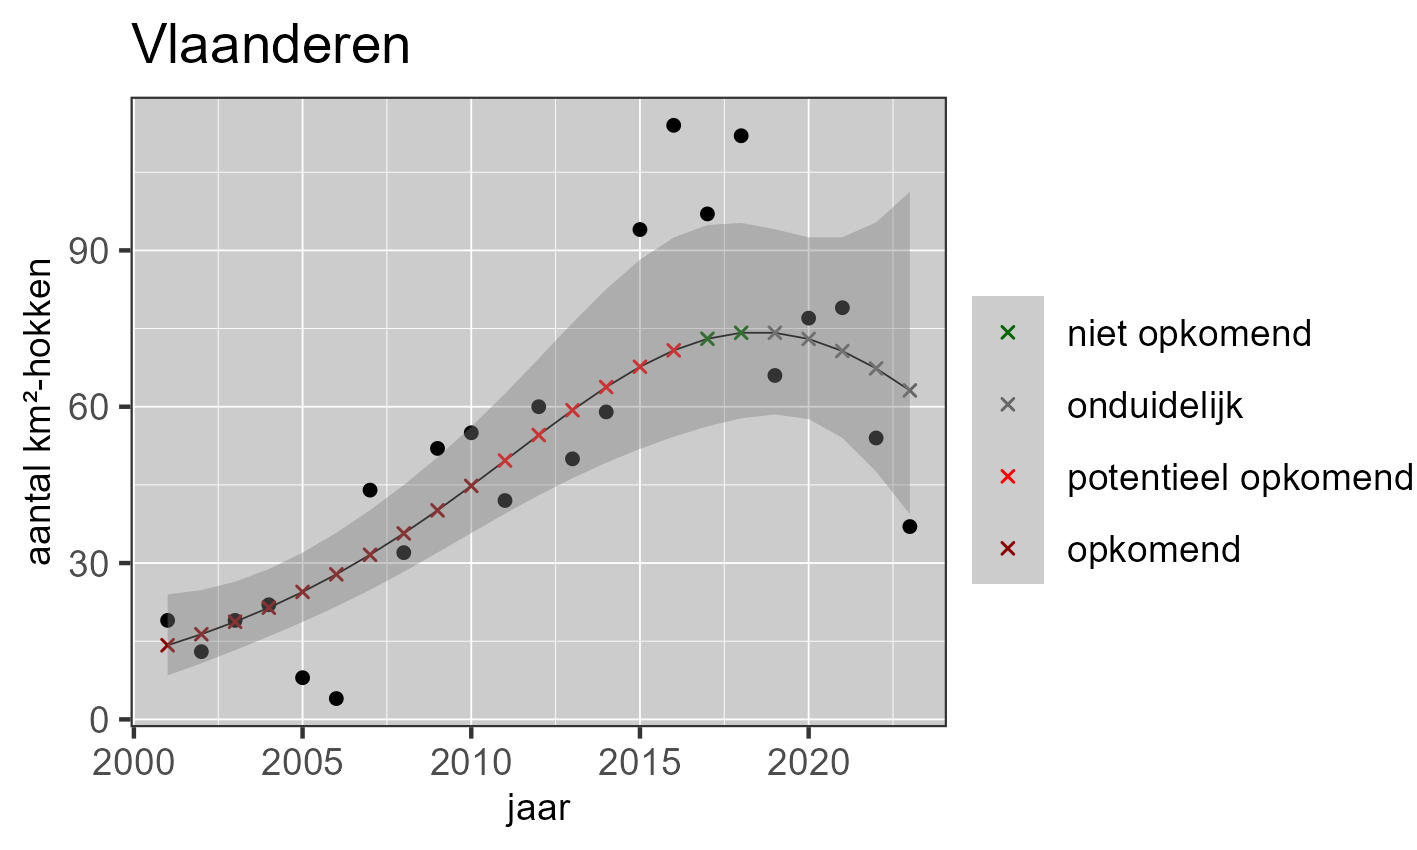 Vlaanderen
aantal km²-hokken
90
60
30
0
2000 2005 2010 2015 2020
jaar
niet opkomend
onduidelijk
potentieel opkomend
opkomend